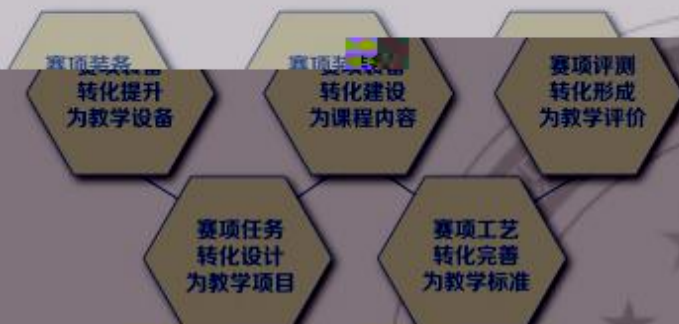 赛项装备
转化提升
为教学设备
赛项
转化建设
为课程内容
赛项评测
转化形成
为教学评价
赛项任务
转化设计
为教学项目
赛项工艺
转化完善
为教学标准